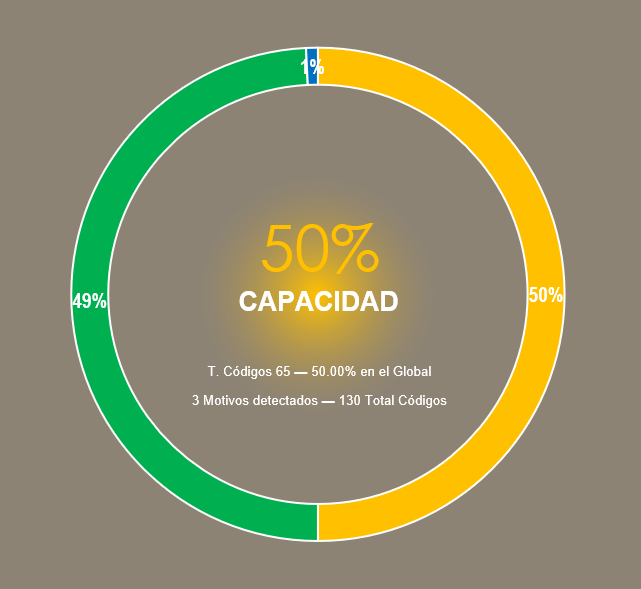 1%
50%
CAPACIDAD
49%
50%
T. Códigos 65 — 50.00% en el Global
3 Motivos detectados — 130 Total Códigos